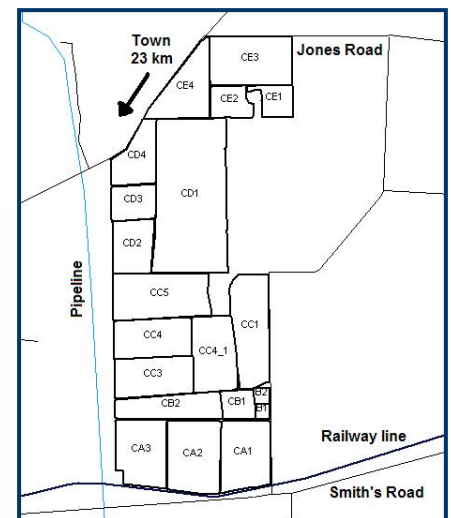 Town
23 km
Jones Road
CE3
CE4
CE2
CE1
CD4
CD1
CD3
CD2
Pipeline
CC5
CC1
CC4
CC4_1
CC3
B2
CB2
CB1
B1
Railway line
CA3
CA2
CA1
Smith's Road